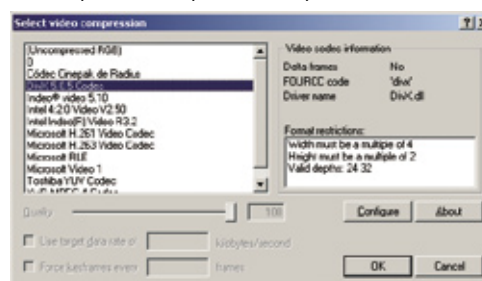 Select video compression
(Uncompressed RGB)
0
Códec Cinepak de Radius
DivX 5.0.5 Codec
Indeo® video 5.10
Intel 4:2:0 Video V2.50
Intel Indeo(R) Video R3.2
Microsoft H.261 Video Codec
Microsoft H.263 Video Codec
Microsoft RLE
Microsoft Video 1
Toshiba YUV Codec
Video codec information
Delta frames No
FOURCC code 'divx'
Driver name DivX.dll
Format restrictions:
Width must be a multiple of 4
Height must be a multiple of 2
Valid depths: 24 32
Quality 100
Configure About
Use target data rate of kilobytes/second
Force keyframes every frames
OK Cancel